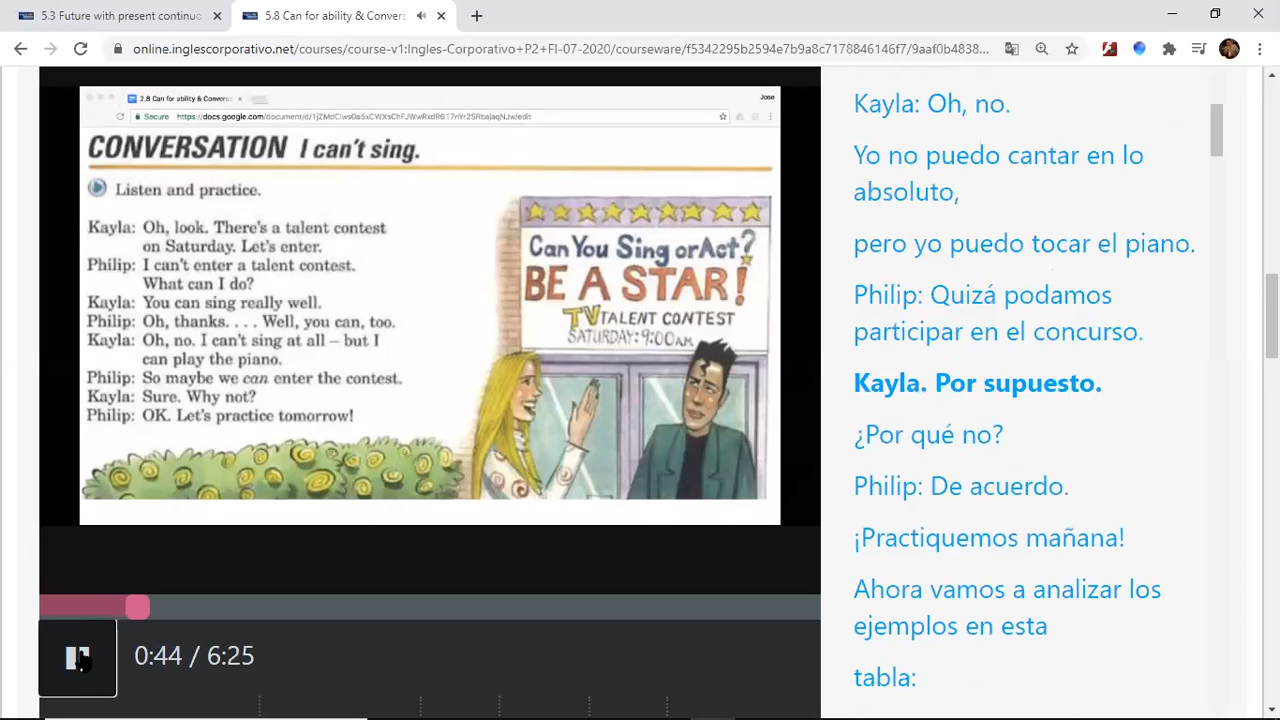 5.3 Future with present continuo
5.8 Can for ability & Convers
online.inglescorporativo.net/courses/course-v1:Ingles-Corporativo+P2+FI-07-2020/courseware/f5342295b2594e7b9a8c7178846146f7/9aaf0b4838...
2.8 Can for ability & Convers
Jose
Secure
CONVERSATION I can't sing.
Listen and practice.
Kayla: Oh, look. There's a talent contest
on Saturday. Let's enter.
Philip: I can't enter a talent contest.
What can I do?
Kayla: You can sing really well.
Philip: Oh, thanks. . . . Well, you can, too.
Kayla: Oh, no. I can't sing at all – but I
can play the piano.
Philip: So maybe we can enter the contest.
Kayla: Sure. Why not?
Philip: OK. Let's practice tomorrow!
Can You Sing or Act?
BE A STAR!
TV TALENT CONTEST
SATURDAY: 9:00 AM
0:44 / 6:25
Kayla: Oh, no.
Yo no puedo cantar en lo
absoluto,
pero yo puedo tocar el piano.
Philip: Quizá podamos
participar en el concurso.
Kayla. Por supuesto.
¿Por qué no?
Philip: De acuerdo.
¡Practiquemos mañana!
Ahora vamos a analizar los
ejemplos en esta
tabla: